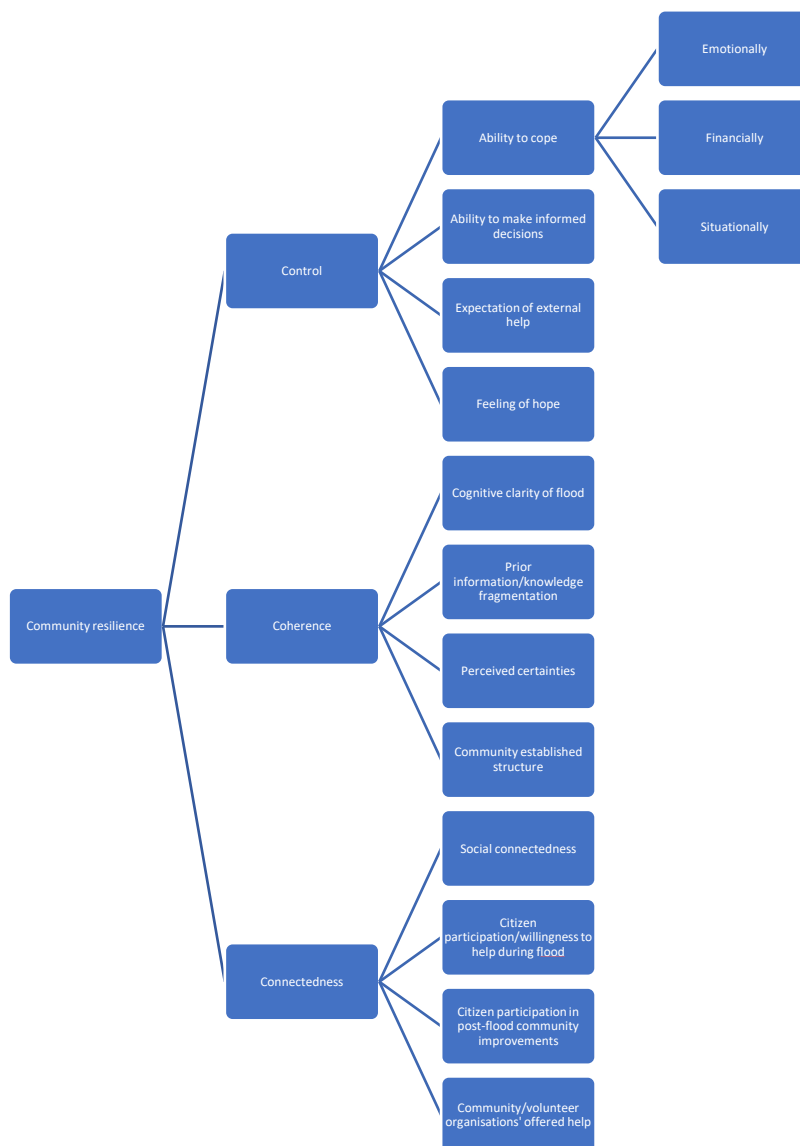 Emotionally
Ability to cope
Financially
Ability to make informed
decisions
Situationally
Control
Expectation of external
help
Feeling of hope
Cognitive clarity of flood
Prior
information/knowledge
fragmentation
Community resilience
Coherence
Perceived certainties
Community established
structure
Social connectedness
Citizen
participation/willingness to
help during flood
Connectedness
Citizen participation in
post-flood community
improvements
Community/volunteer
organisations' offered help